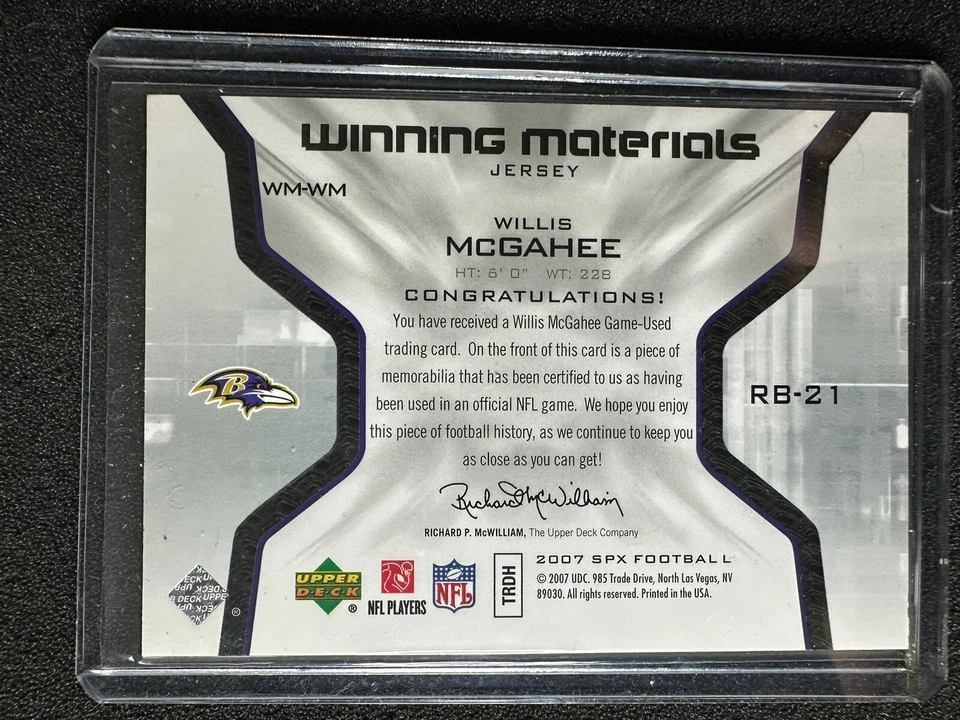 WINNING materials
JERSEY
WM-WM
WILLIS
McGAHEE
HT: 6' 0" WT: 228
CONGRATULATIONS!
You have received a Willis McGahee Game-Used
trading card. On the front of this card is a piece of
memorabilia that has been certified to us as having
been used in an official NFL game. We hope you enjoy
this piece of football history, as we continue to keep you
as close as you can get!
B
RB-21
Richard McWilliam
RICHARD P. McWILLIAM, The Upper Deck Company
UPPER
DECK
®
NFL PLAYERS
NFL
TRDH
2007 SPX FOOTBALL
© 2007 UDC. 985 Trade Drive, North Las Vegas, NV
89030. All rights reserved. Printed in the USA.
®